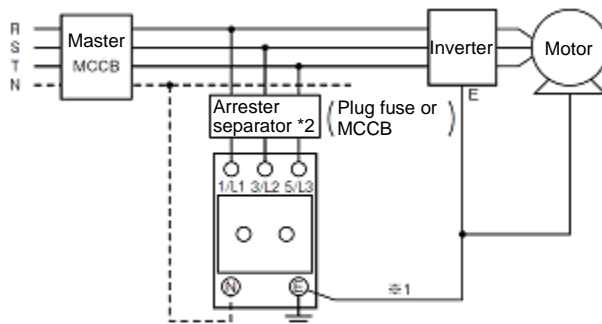 R
S
T
N
Master
MCCB
Inverter
Motor
E
Arrester
separator *2
(Plug fuse or
MCCB)
1/L1 3/L2 5/L3
N
E
※1